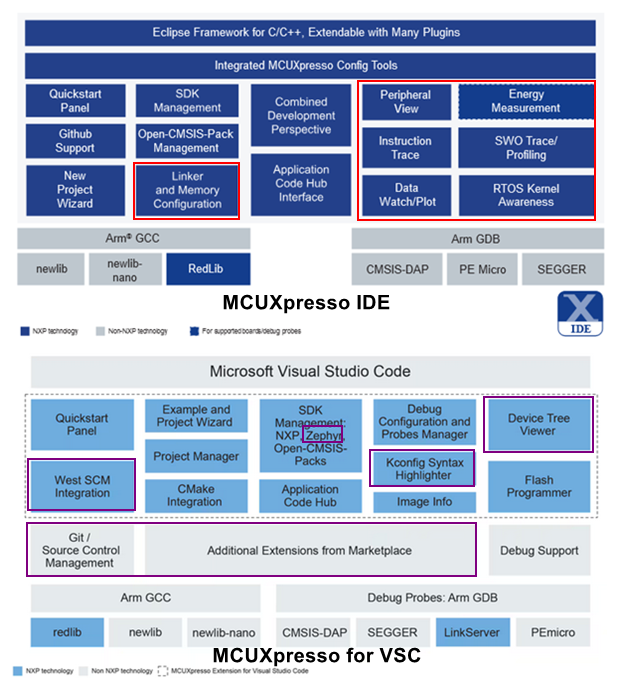 Eclipse Framework for C/C++, Extendable with Many Plugins
Integrated MCUXpresso Config Tools
Quickstart
Panel
SDK
Management
Combined
Development
Perspective
Peripheral
View
Energy
Measurement
Github
Support
Open-CMSIS-Pack
Management
Instruction
Trace
SWO Trace/
Profiling
New
Project
Wizard
Linker
and Memory
Configuration
Application
Code Hub
Interface
Data
Watch/Plot
RTOS Kernel
Awareness
Arm® GCC
Arm GDB
newlib
newlib-
nano
RedLib
CMSIS-DAP
PE Micro
SEGGER
MCUXpresso IDE
X
IDE
NXP technology
Non-NXP technology
For supported boards/debug probes
Microsoft Visual Studio Code
Quickstart
Panel
Example and
Project Wizard
SDK
Management:
NXP, Zephyr,
Open-CMSIS-
Packs
Debug
Configuration and
Probes Manager
Device Tree
Viewer
Project Manager
Kconfig Syntax
Highlighter
West SCM
Integration
CMake
Integration
Application
Code Hub
Image Info
Flash
Programmer
Git /
Source Control
Management
Additional Extensions from Marketplace
Debug Support
Arm GCC
Debug Probes: Arm GDB
redlib
newlib
newlib-nano
CMSIS-DAP
SEGGER
LinkServer
PEmicro
MCUXpresso for VSC
NXP technology
Non NXP technology
MCUXpresso Extension for Visual Studio Code